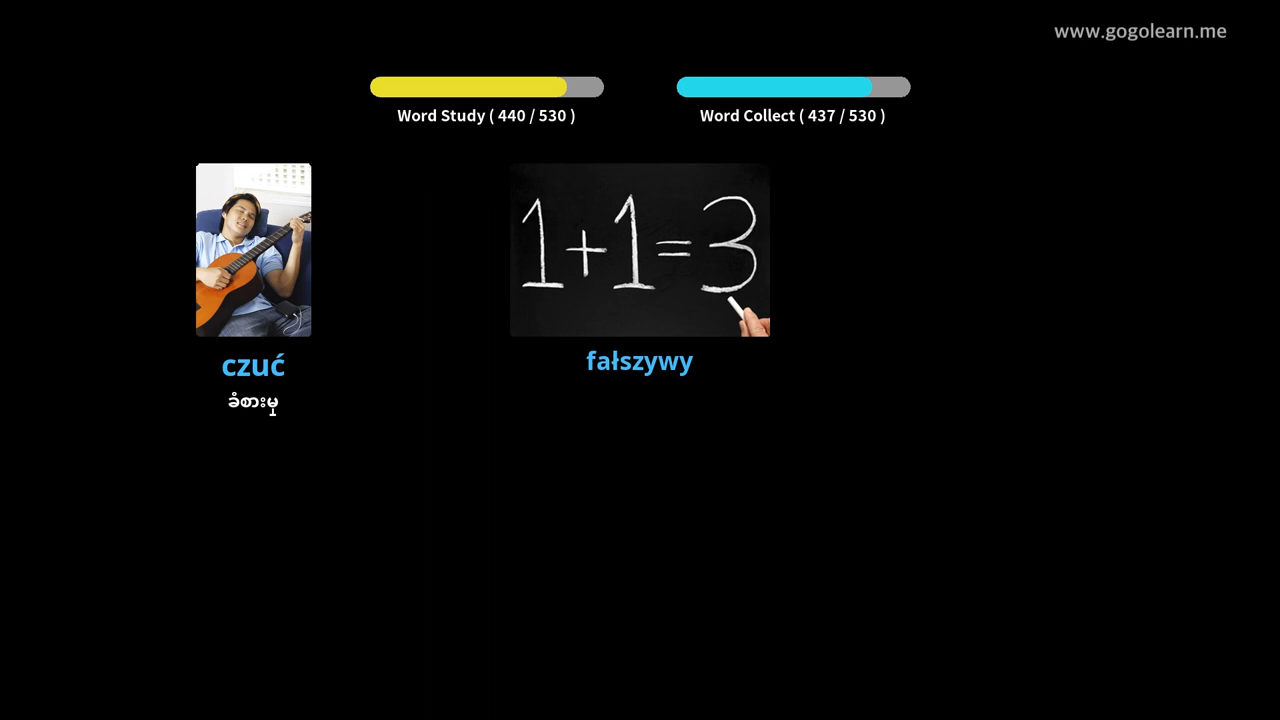 www.gogolearn.me
Word Study ( 440 / 530 )
Word Collect ( 437 / 530 )
1+1=3
czuć
fałszywy
ခံစားမှု